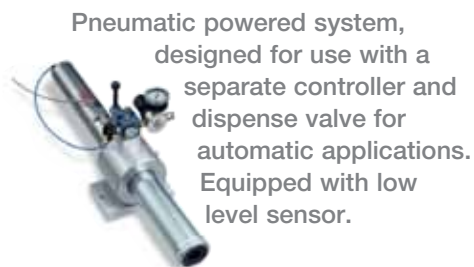 Pneumatic powered system,
designed for use with a
separate controller and
dispense valve for
automatic applications.
Equipped with low
level sensor.